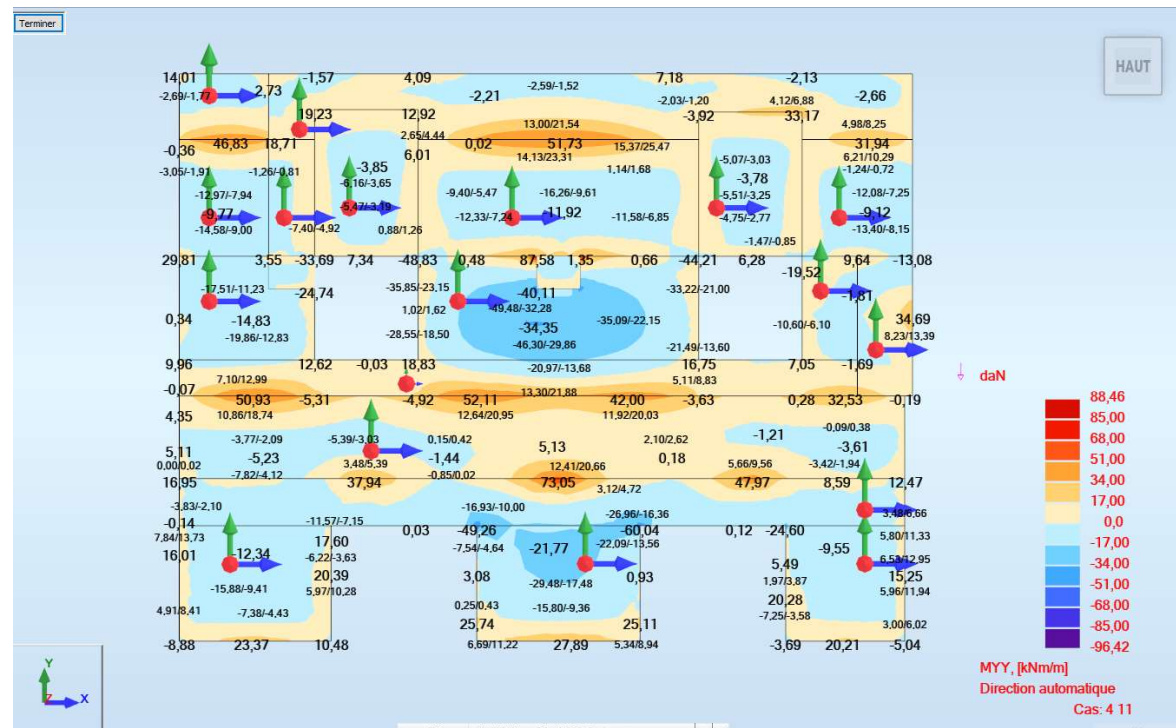 Terminer
HAUT
14,01 -1,57 4,09 7,18 -2,13
-2,69/-1,77 2,73 -2,21 -2,59/-1,52 -2,03/-1,20 4,12/6,88 -2,66
19,23 12,92 -3,92 33,17
13,00/21,54 4,98/8,25
-0,36 46,83 18,71 2,65/4,44 0,02 51,73 15,37/25,47 31,94
6,01 14,13/23,31 6,21/10,29
-3,05/-1,91 -1,26/-0,81 -3,85 1,14/1,68 -5,07/-3,03 -1,24/-0,72
-12,97/-7,94 -6,16/-3,65 -9,40/-5,47 -16,26/-9,61 -3,78 -5,51/-3,25 -12,08/-7,25
-9,77 -5,47/-3,19 -12,33/-7,24 -11,92 -11,58/-6,85 -4,75/-2,77 -9,12
-14,58/-9,00 -7,40/-4,92 0,88/1,26 -1,47/-0,85 -13,40/-8,15
29,81 3,55 -33,69 7,34 -48,83 0,48 87,58 1,35 0,66 -44,21 6,28 9,64 -13,08
-19,52
-17,51/-11,23 -24,74 -35,85/-23,15 -40,11 -33,22/-21,00 -1,81
1,02/1,62 -49,48/-32,28
0,34 -14,83 -34,35 -35,09/-22,15 -10,60/-6,10 34,69
-19,86/-12,83 -28,55/-18,50 -46,30/-29,86 -21,49/-13,60 8,23/13,39
9,96 12,62 -0,03 18,83 -20,97/-13,68 16,75 7,05 -1,69
daN
-0,07 7,10/12,99 13,30/21,88 5,11/8,83
50,93 -5,31 -4,92 52,11 42,00 -3,63 0,28 32,53 -0,19
4,35 10,86/18,74 12,64/20,95 11,92/20,03
-3,77/-2,09 -5,39/-3,03 0,15/0,42 2,10/2,62 -1,21 -0,09/0,38
5,11 -5,23 -1,44 5,13 0,18 -3,61
0,00/0,02 -7,82/-4,12 3,48/5,39 -0,85/0,02 12,41/20,66 5,66/9,56 -3,42/-1,94
16,95 37,94 73,05 3,12/4,72 47,97 8,59 12,47
-3,83/-2,10 -16,93/-10,00 -26,96/-16,36 3,48/6,66
-0,14 -11,57/-7,15 0,03 -49,26 -60,04 0,12 -24,60
7,84/13,73 17,60 -7,54/-4,64 -22,09/-13,56 5,80/11,33
16,01 -12,34 -6,22/-3,63 -21,77 -9,55 6,53/12,95
20,39 3,08 0,93 5,49 15,25
-15,88/-9,41 5,97/10,28 -29,48/-17,48 1,97/3,87 5,96/11,94
4,91/8,41 -7,38/-4,43 0,25/0,43 -15,80/-9,36 20,28
25,74 25,11 -7,25/-3,58 3,00/6,02
-8,88 23,37 10,48 6,69/11,22 27,89 5,34/8,94 -3,69 20,21 -5,04
88,46
85,00
68,00
51,00
34,00
17,00
0,0
-17,00
-34,00
-51,00
-68,00
-85,00
-96,42
MYY, [kNm/m]
Direction automatique
Cas: 4 11
Y
Z X